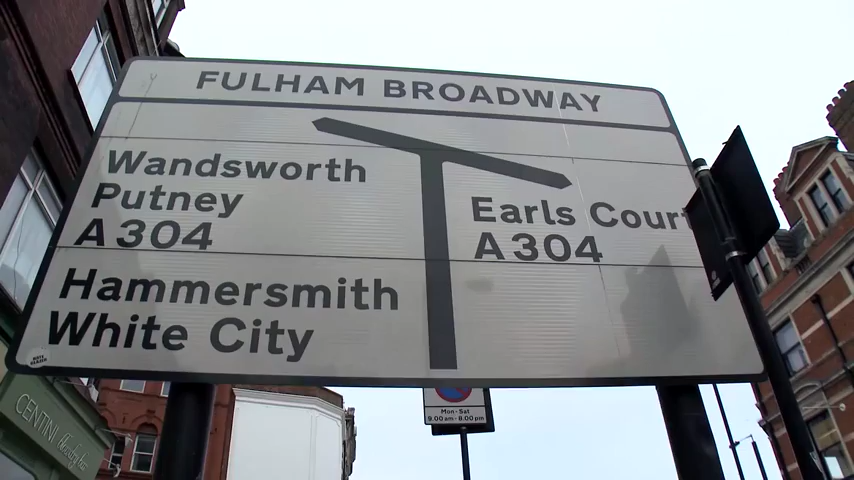 FULHAM BROADWAY
Wandsworth
Putney
A304
Earls Court
A304
Hammersmith
White City
Mon - Sat
9.00 am - 8.00 pm
CENTINI